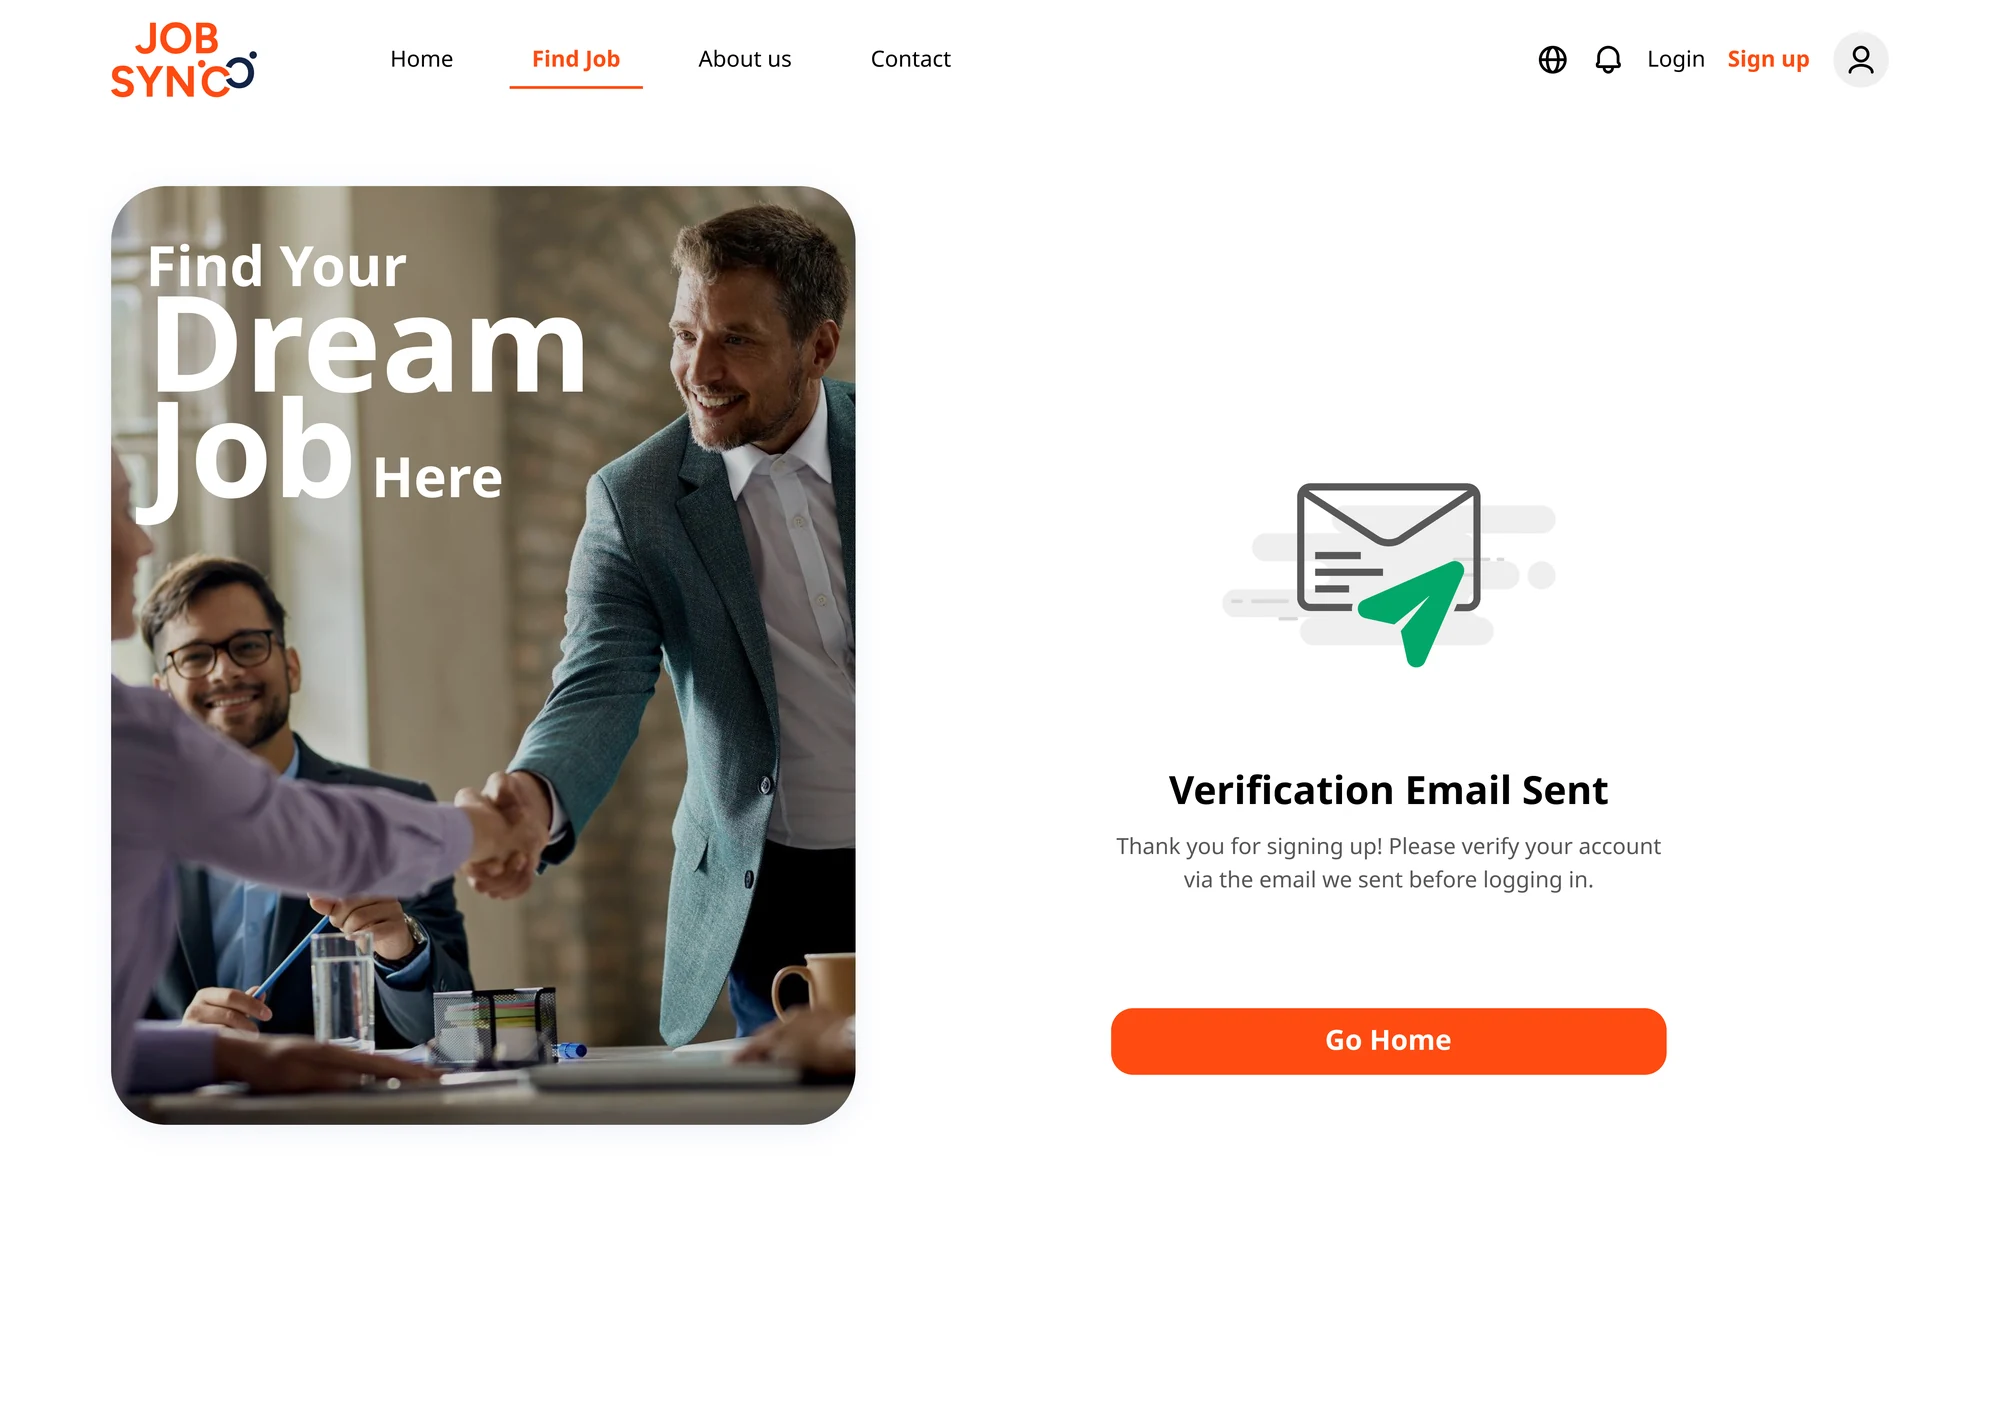 JOB
SYNC
Home
Find Job
About us
Contact
Login
Sign up
Find Your
Dream
Job Here
Verification Email Sent
Thank you for signing up! Please verify your account
via the email we sent before logging in.
Go Home